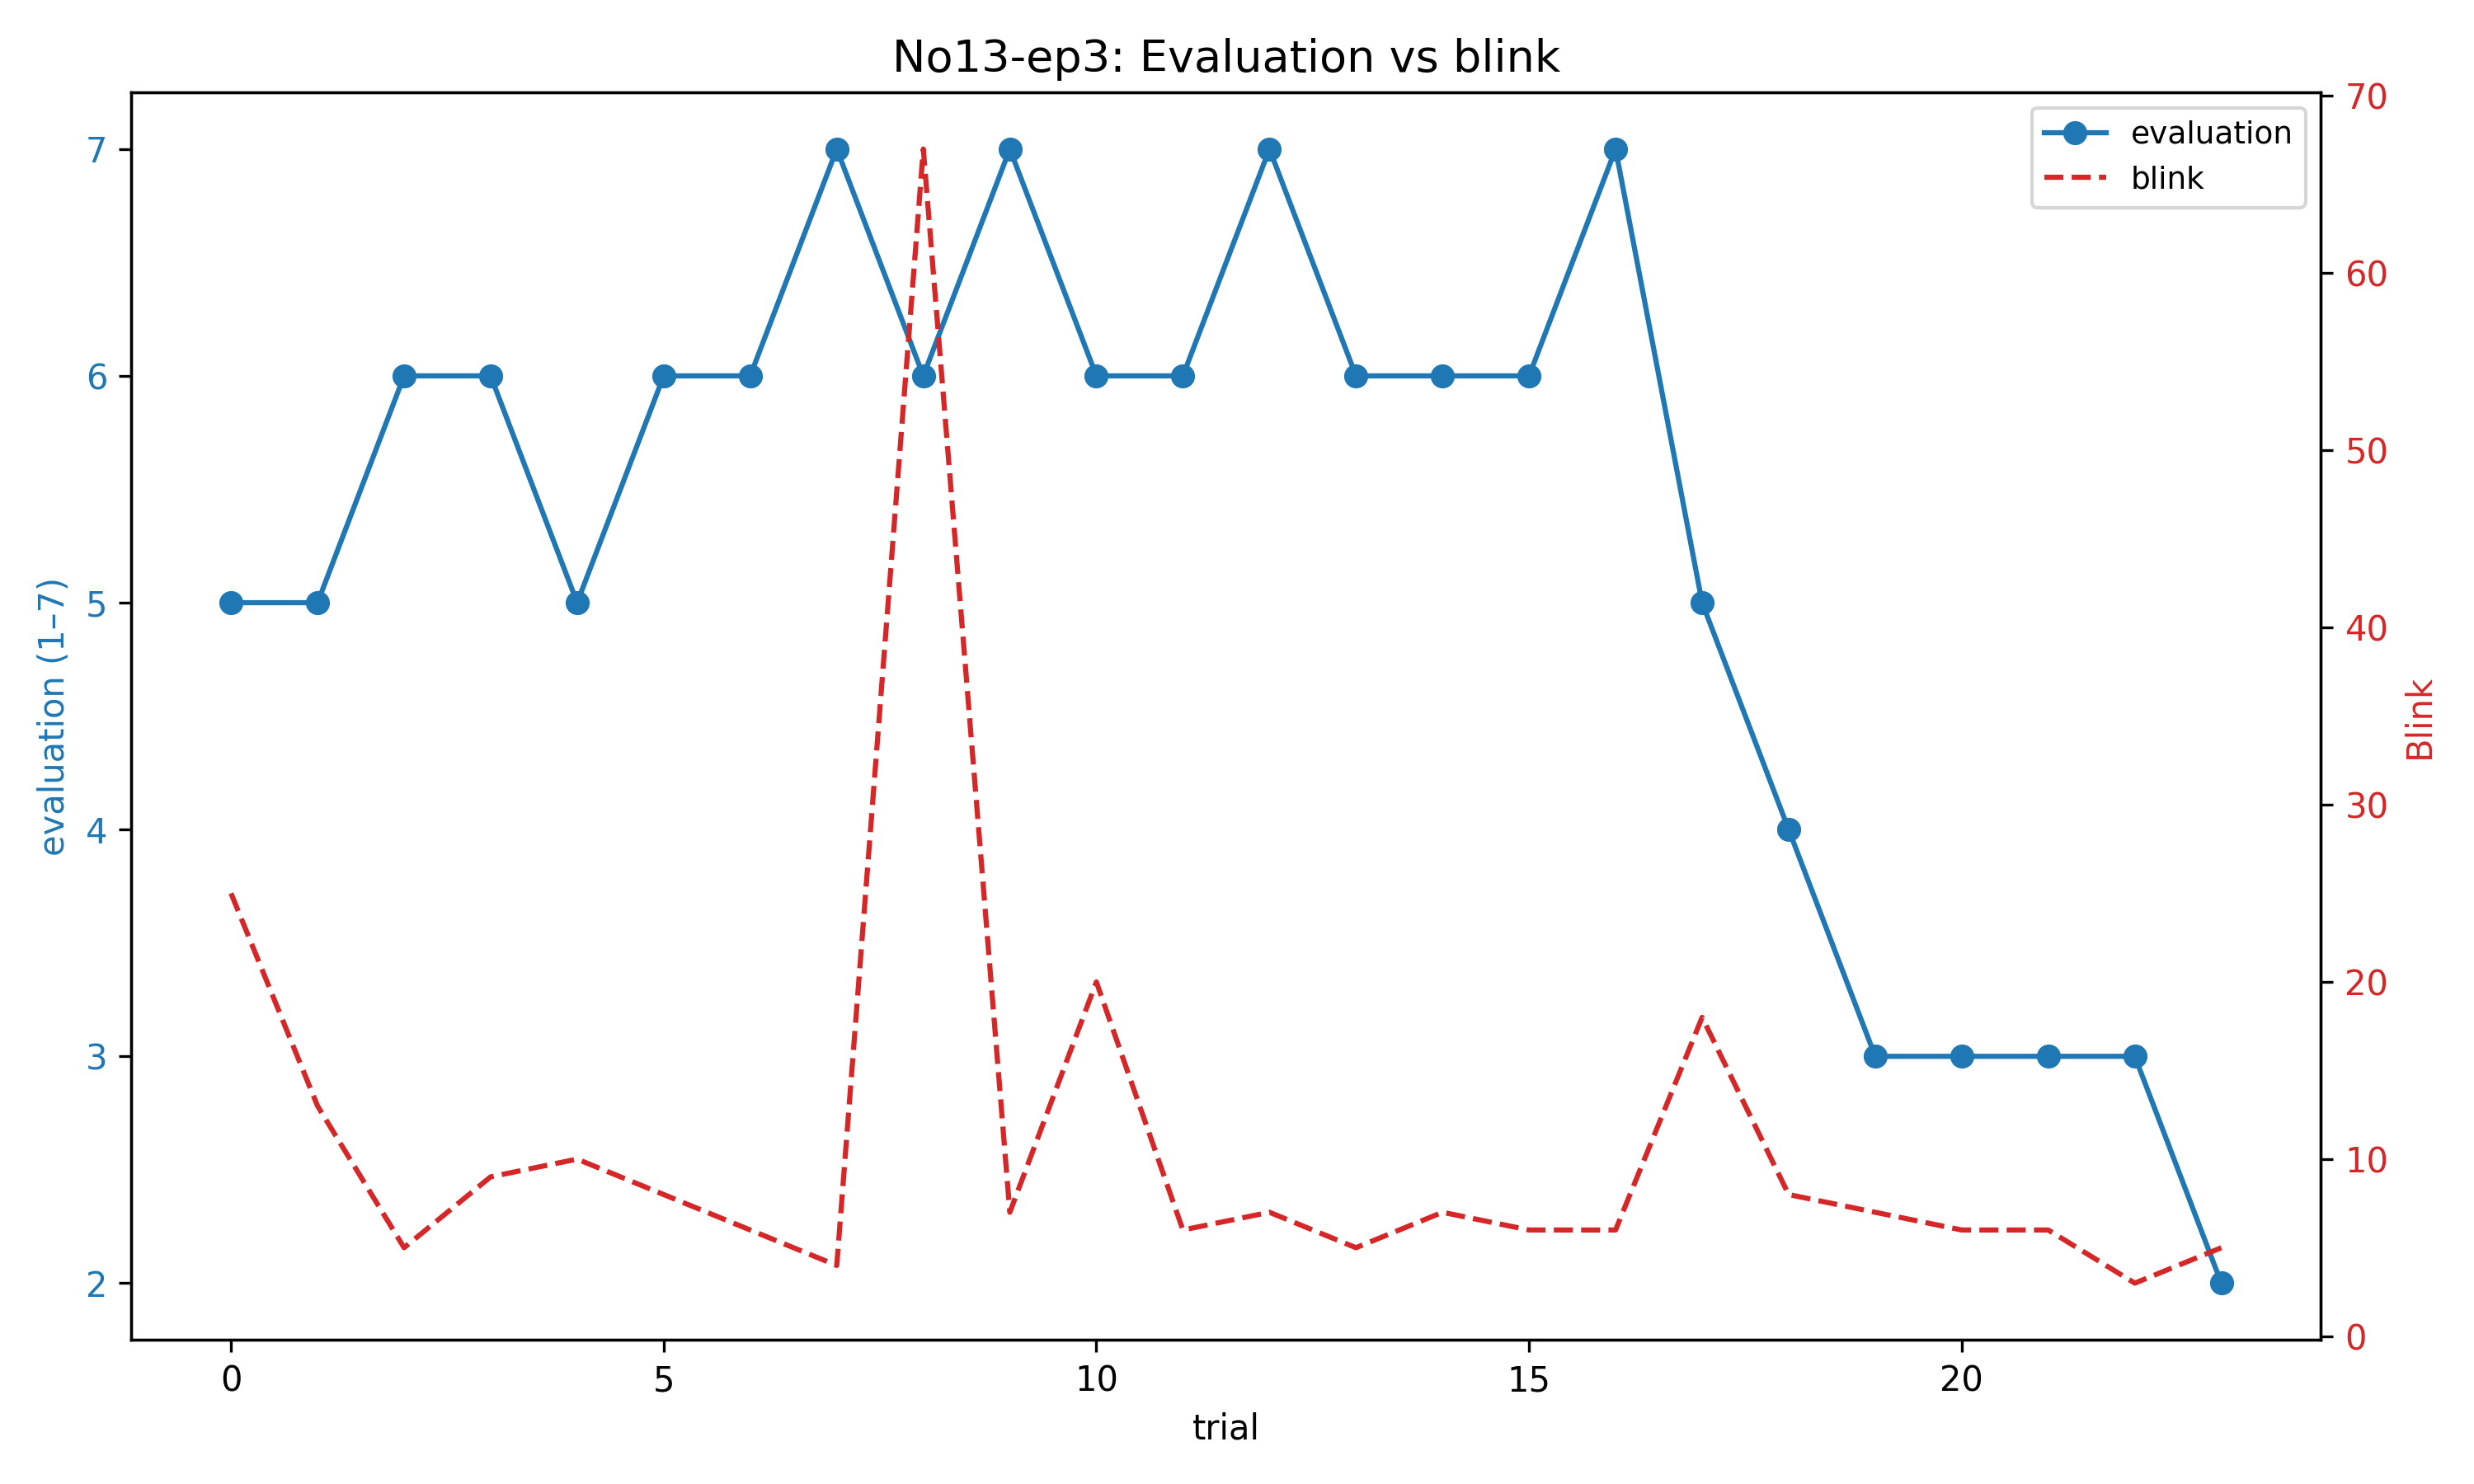 No13-ep3: Evaluation vs blink
evaluation
blink
evaluation (1–7)
7
6
5
4
3
2
70
60
50
40
30
20
10
0
Blink
0 5 10 15 20
trial